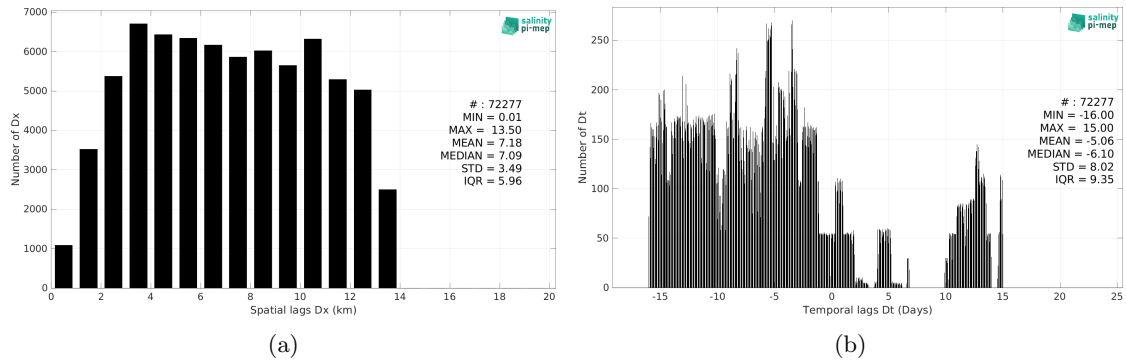 7000
6000
5000
4000
3000
2000
1000
0
Number of Dx
0 2 4 6 8 10 12 14 16 18 20
Spatial lags Dx (km)
salinity
pi-mep
# : 72277
MIN = 0.01
MAX = 13.50
MEAN = 7.18
MEDIAN = 7.09
STD = 3.49
IQR = 5.96
(a)
250
200
150
100
50
0
Number of Dt
-15 -10 -5 0 5 10 15 20 25
Temporal lags Dt (Days)
salinity
pi-mep
# : 72277
MIN = -16.00
MAX = 15.00
MEAN = -5.06
MEDIAN = -6.10
STD = 8.02
IQR = 9.35
(b)